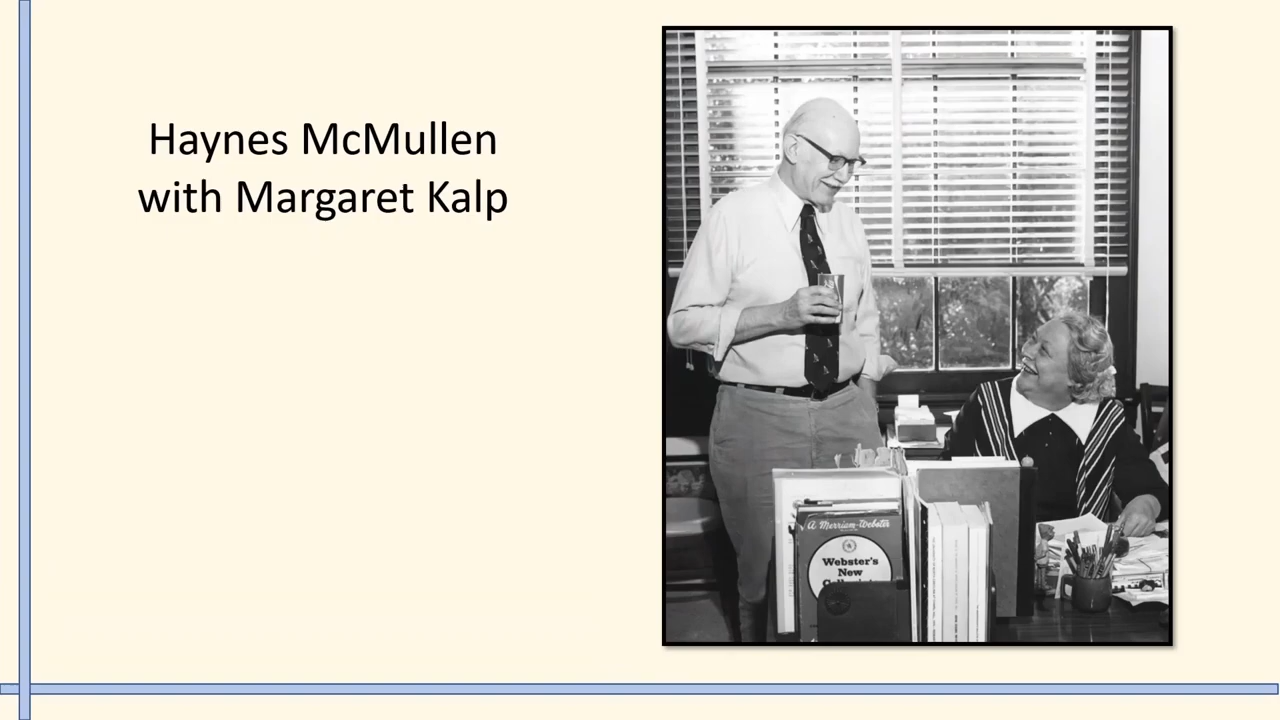 Haynes McMullen
with Margaret Kalp
A Merriam-Webster
Webster's
New